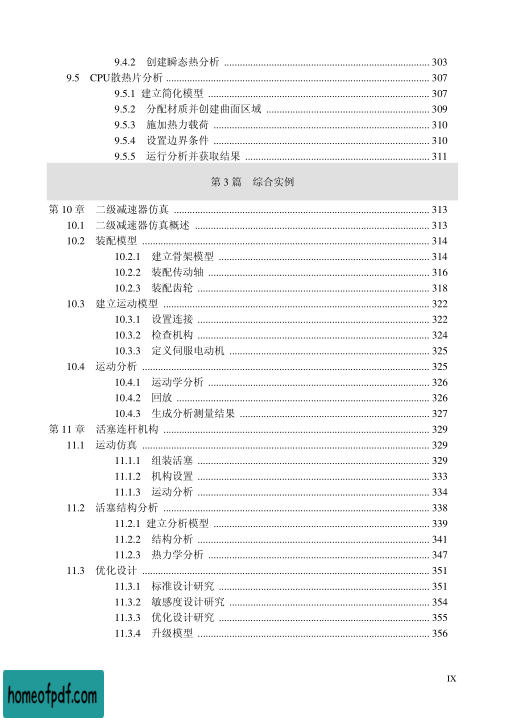 9.4.2 创建瞬态热分析 ........ 303
9.5 CPU散热片分析 ........ 307
9.5.1 建立简化模型 ........ 307
9.5.2 分配材质并创建曲面区域 ........ 309
9.5.3 施加热力载荷 ........ 310
9.5.4 设置边界条件 ........ 310
9.5.5 运行分析并获取结果 ........ 311
第 3 篇 综合实例
第 10 章 二级减速器仿真 ........ 313
10.1 二级减速器仿真概述 ........ 313
10.2 装配模型 ........ 314
10.2.1 建立骨架模型 ........ 314
10.2.2 装配传动轴 ........ 316
10.2.3 装配齿轮 ........ 318
10.3 建立运动模型 ........ 322
10.3.1 设置连接 ........ 322
10.3.2 检查机构 ........ 324
10.3.3 定义伺服电动机 ........ 325
10.4 运动分析 ........ 325
10.4.1 运动学分析 ........ 326
10.4.2 回放 ........ 326
10.4.3 生成分析测量结果 ........ 327
第 11 章 活塞连杆机构 ........ 329
11.1 运动仿真 ........ 329
11.1.1 组装活塞 ........ 329
11.1.2 机构设置 ........ 333
11.1.3 运动分析 ........ 334
11.2 活塞结构分析 ........ 338
11.2.1 建立分析模型 ........ 339
11.2.2 结构分析 ........ 341
11.2.3 热力学分析 ........ 347
11.3 优化设计 ........ 351
11.3.1 标准设计研究 ........ 351
11.3.2 敏感度设计研究 ........ 354
11.3.3 优化设计研究 ........ 355
11.3.4 升级模型 ........ 356
IX
homeofpdf.com